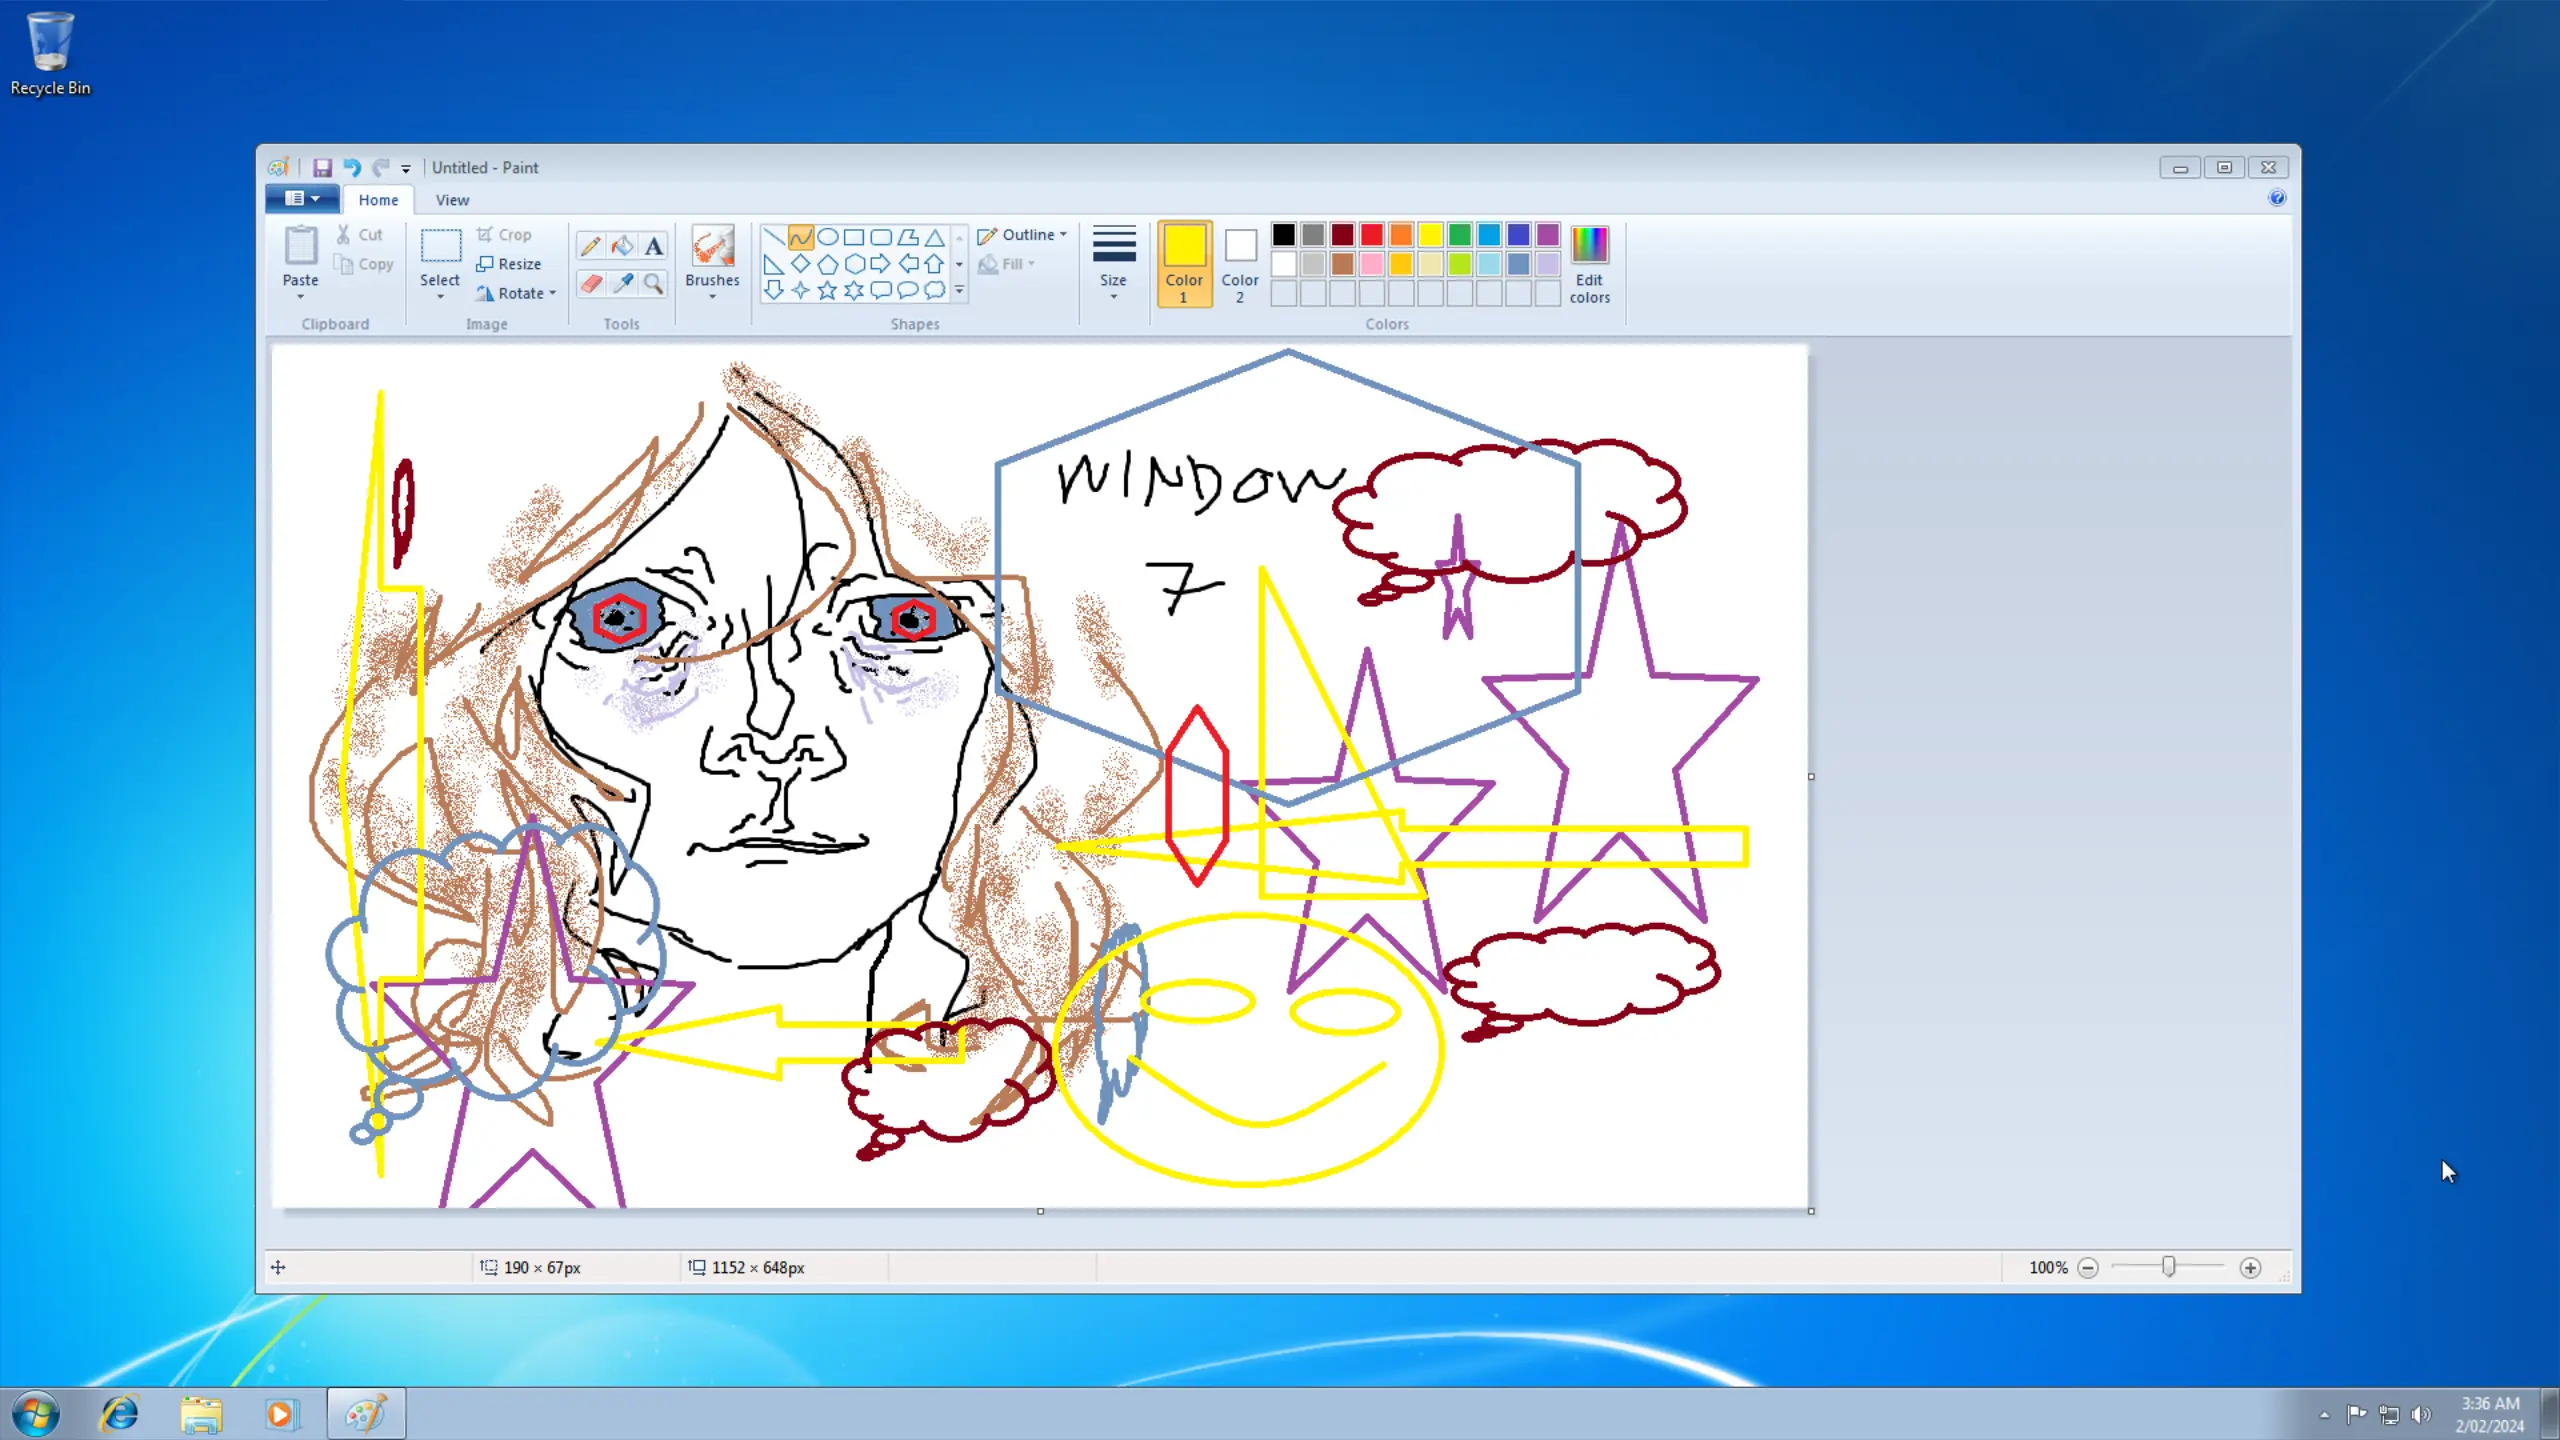 Recycle Bin
Untitled - Paint
Home View
Paste
Cut
Copy
Clipboard
Select
Crop
Resize
Rotate
Image
Tools
Brushes
Shapes
Outline
Fill
Size
Color
1
Color
2
Colors
Edit
colors
WINDOW
7
190 × 67px
1152 × 648px
100%
3:36 AM
2/02/2024